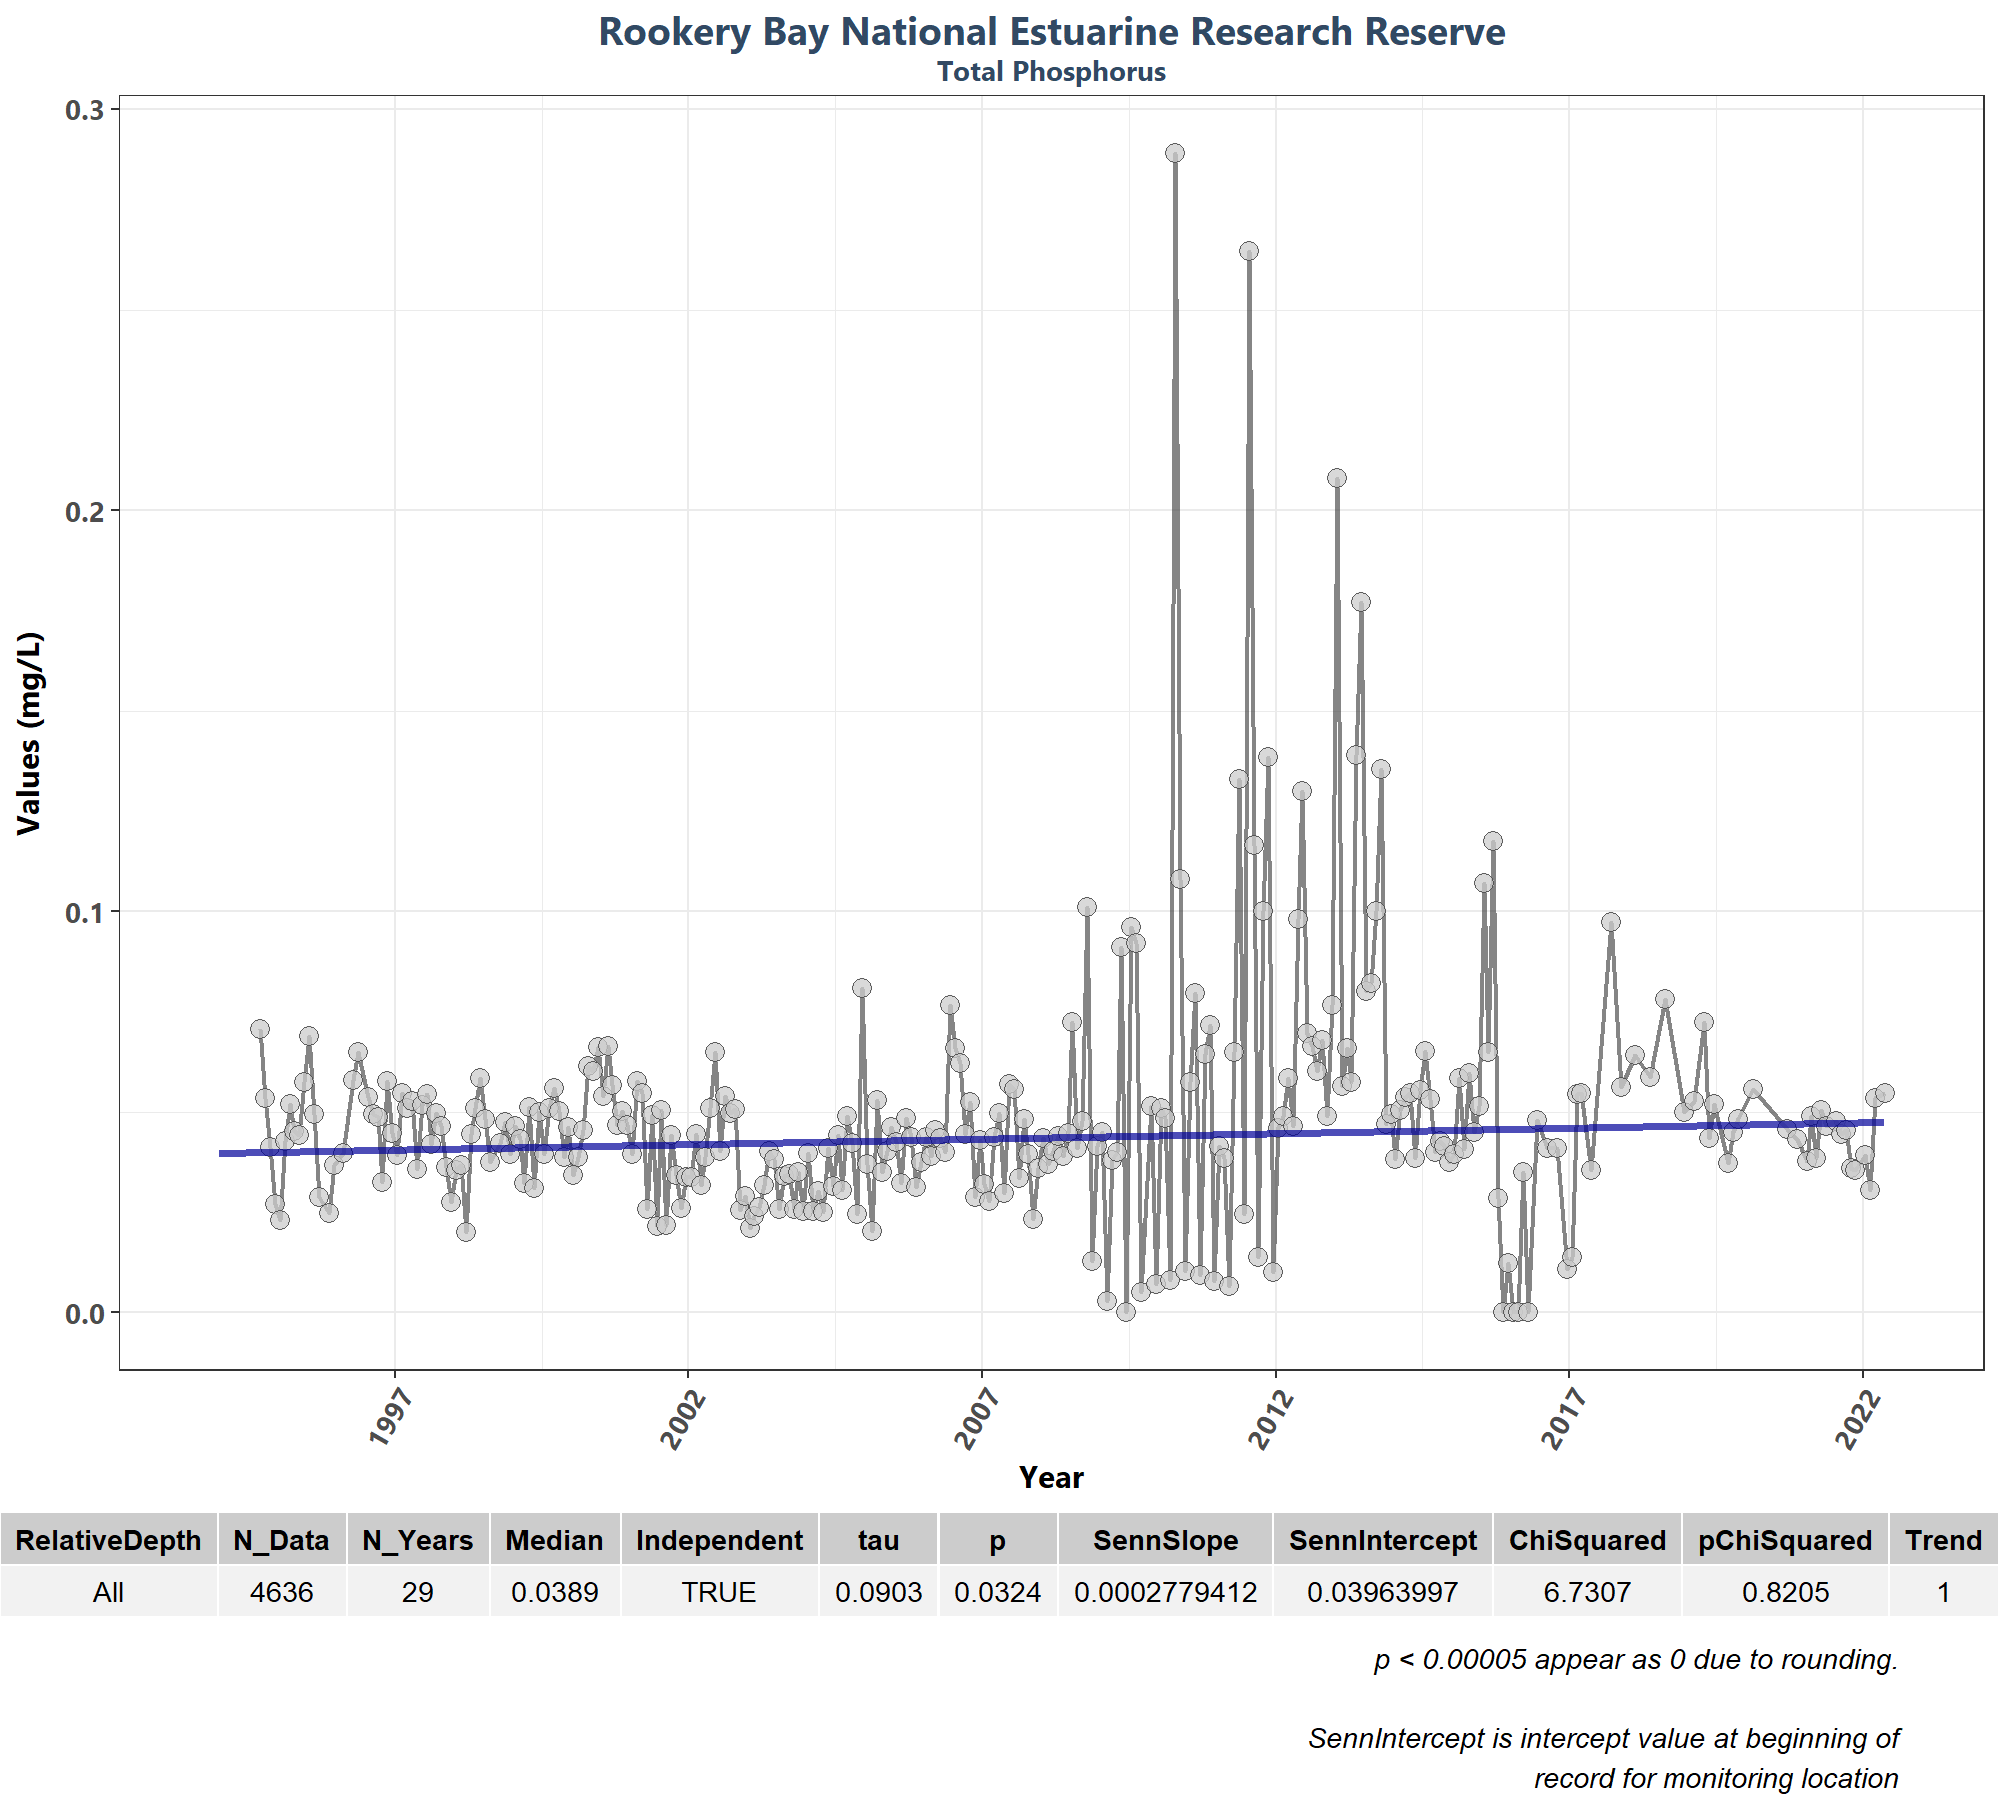 Rookery Bay National Estuarine Research Reserve
Total Phosphorus
Values (mg/L)
0.3
0.2
0.1
0.0
1997 2002 2007 2012 2017 2022
Year
RelativeDepth N_Data N_Years Median Independent tau p SennSlope SennIntercept ChiSquared pChiSquared Trend
All 4636 29 0.0389 TRUE 0.0903 0.0324 0.0002779412 0.03963997 6.7307 0.8205 1
p < 0.00005 appear as 0 due to rounding.
SennIntercept is intercept value at beginning of
record for monitoring location